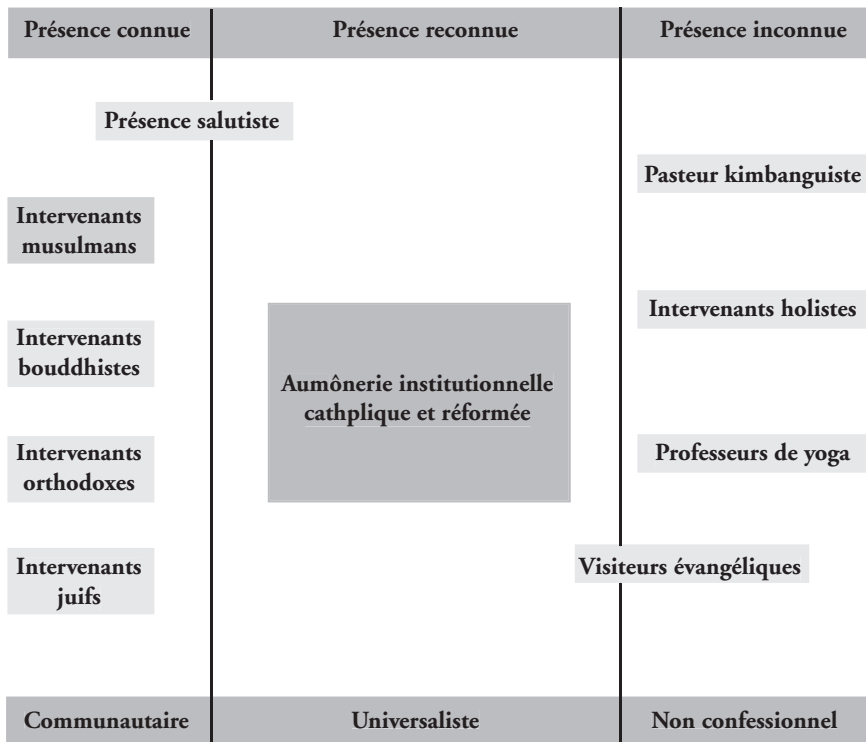 Présence connue
Présence reconnue
Présence inconnue
Présence salutiste
Pasteur kimbanguiste
Intervenants
musulmans
Intervenants holistes
Intervenants
bouddhistes
Aumônerie institutionnelle
cathplique et réformée
Intervenants
orthodoxes
Professeurs de yoga
Intervenants
juifs
Visiteurs évangéliques
Communautaire
Universaliste
Non confessionnel